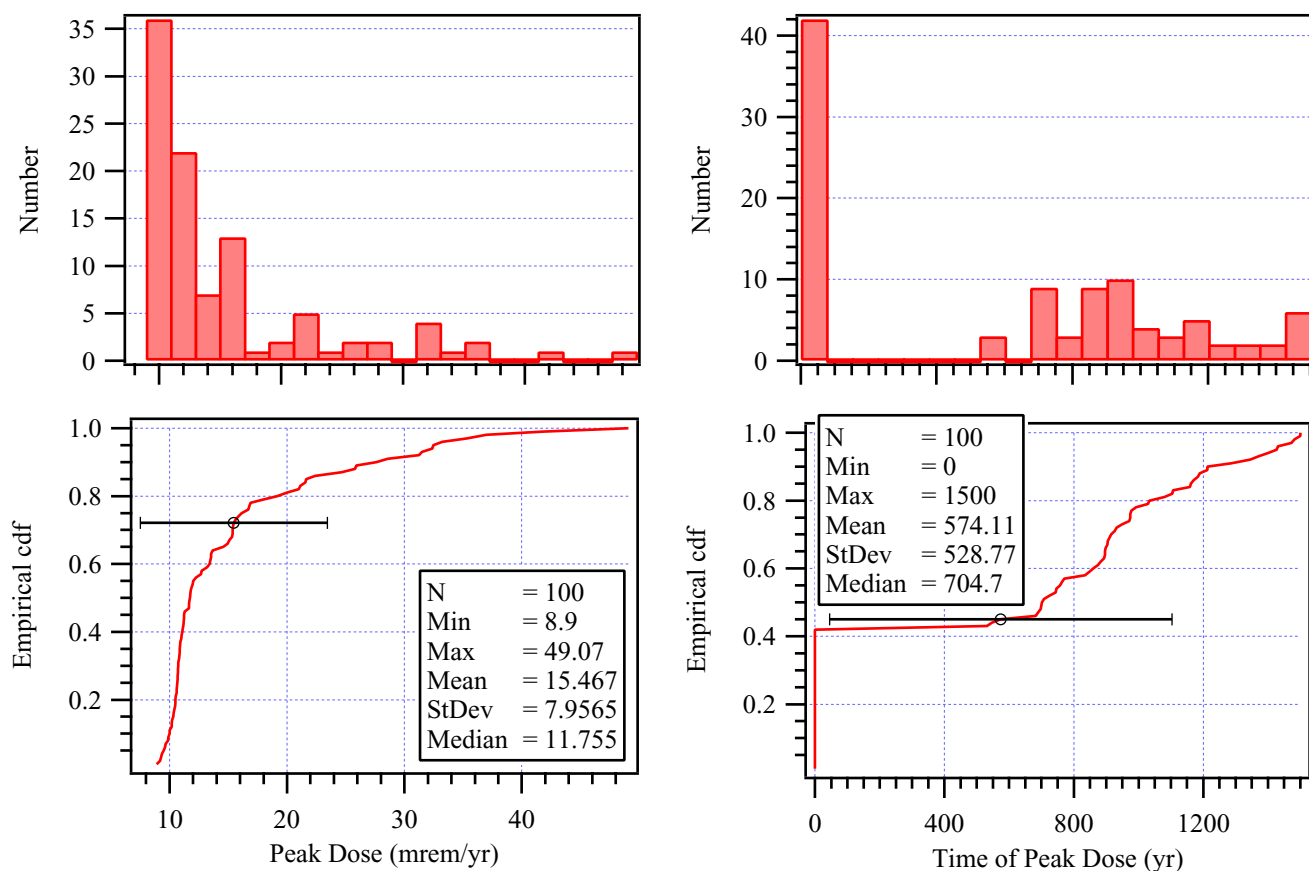 35
30
25
20
15
10
5
0
Number
40
30
20
10
0
Number
1.0
0.8
0.6
0.4
0.2
Empirical cdf
N = 100
Min = 8.9
Max = 49.07
Mean = 15.467
StDev = 7.9565
Median = 11.755
10 20 30 40
Peak Dose (mrem/yr)
1.0
0.8
0.6
0.4
0.2
Empirical cdf
N = 100
Min = 0
Max = 1500
Mean = 574.11
StDev = 528.77
Median = 704.7
0 400 800 1200
Time of Peak Dose (yr)